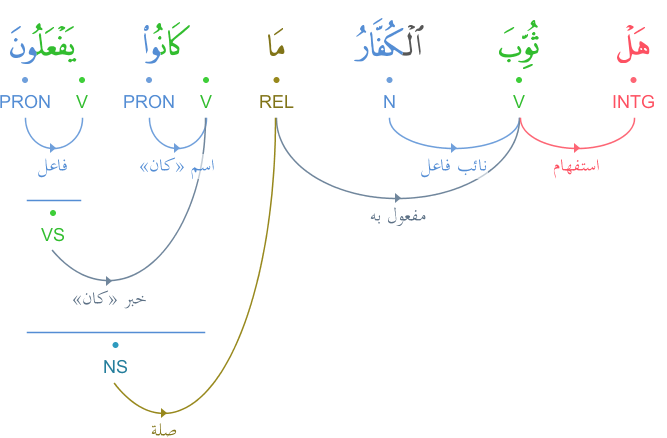 هَلْ ثُوِّبَ ٱلْكُفَّارُ مَا كَانُوا۟ يَفْعَلُونَ
INTG V N REL V PRON V PRON
استفهام نائب فاعل اسم «كان» فاعل
مفعول به
VS
خبر «كان»
NS
صلة